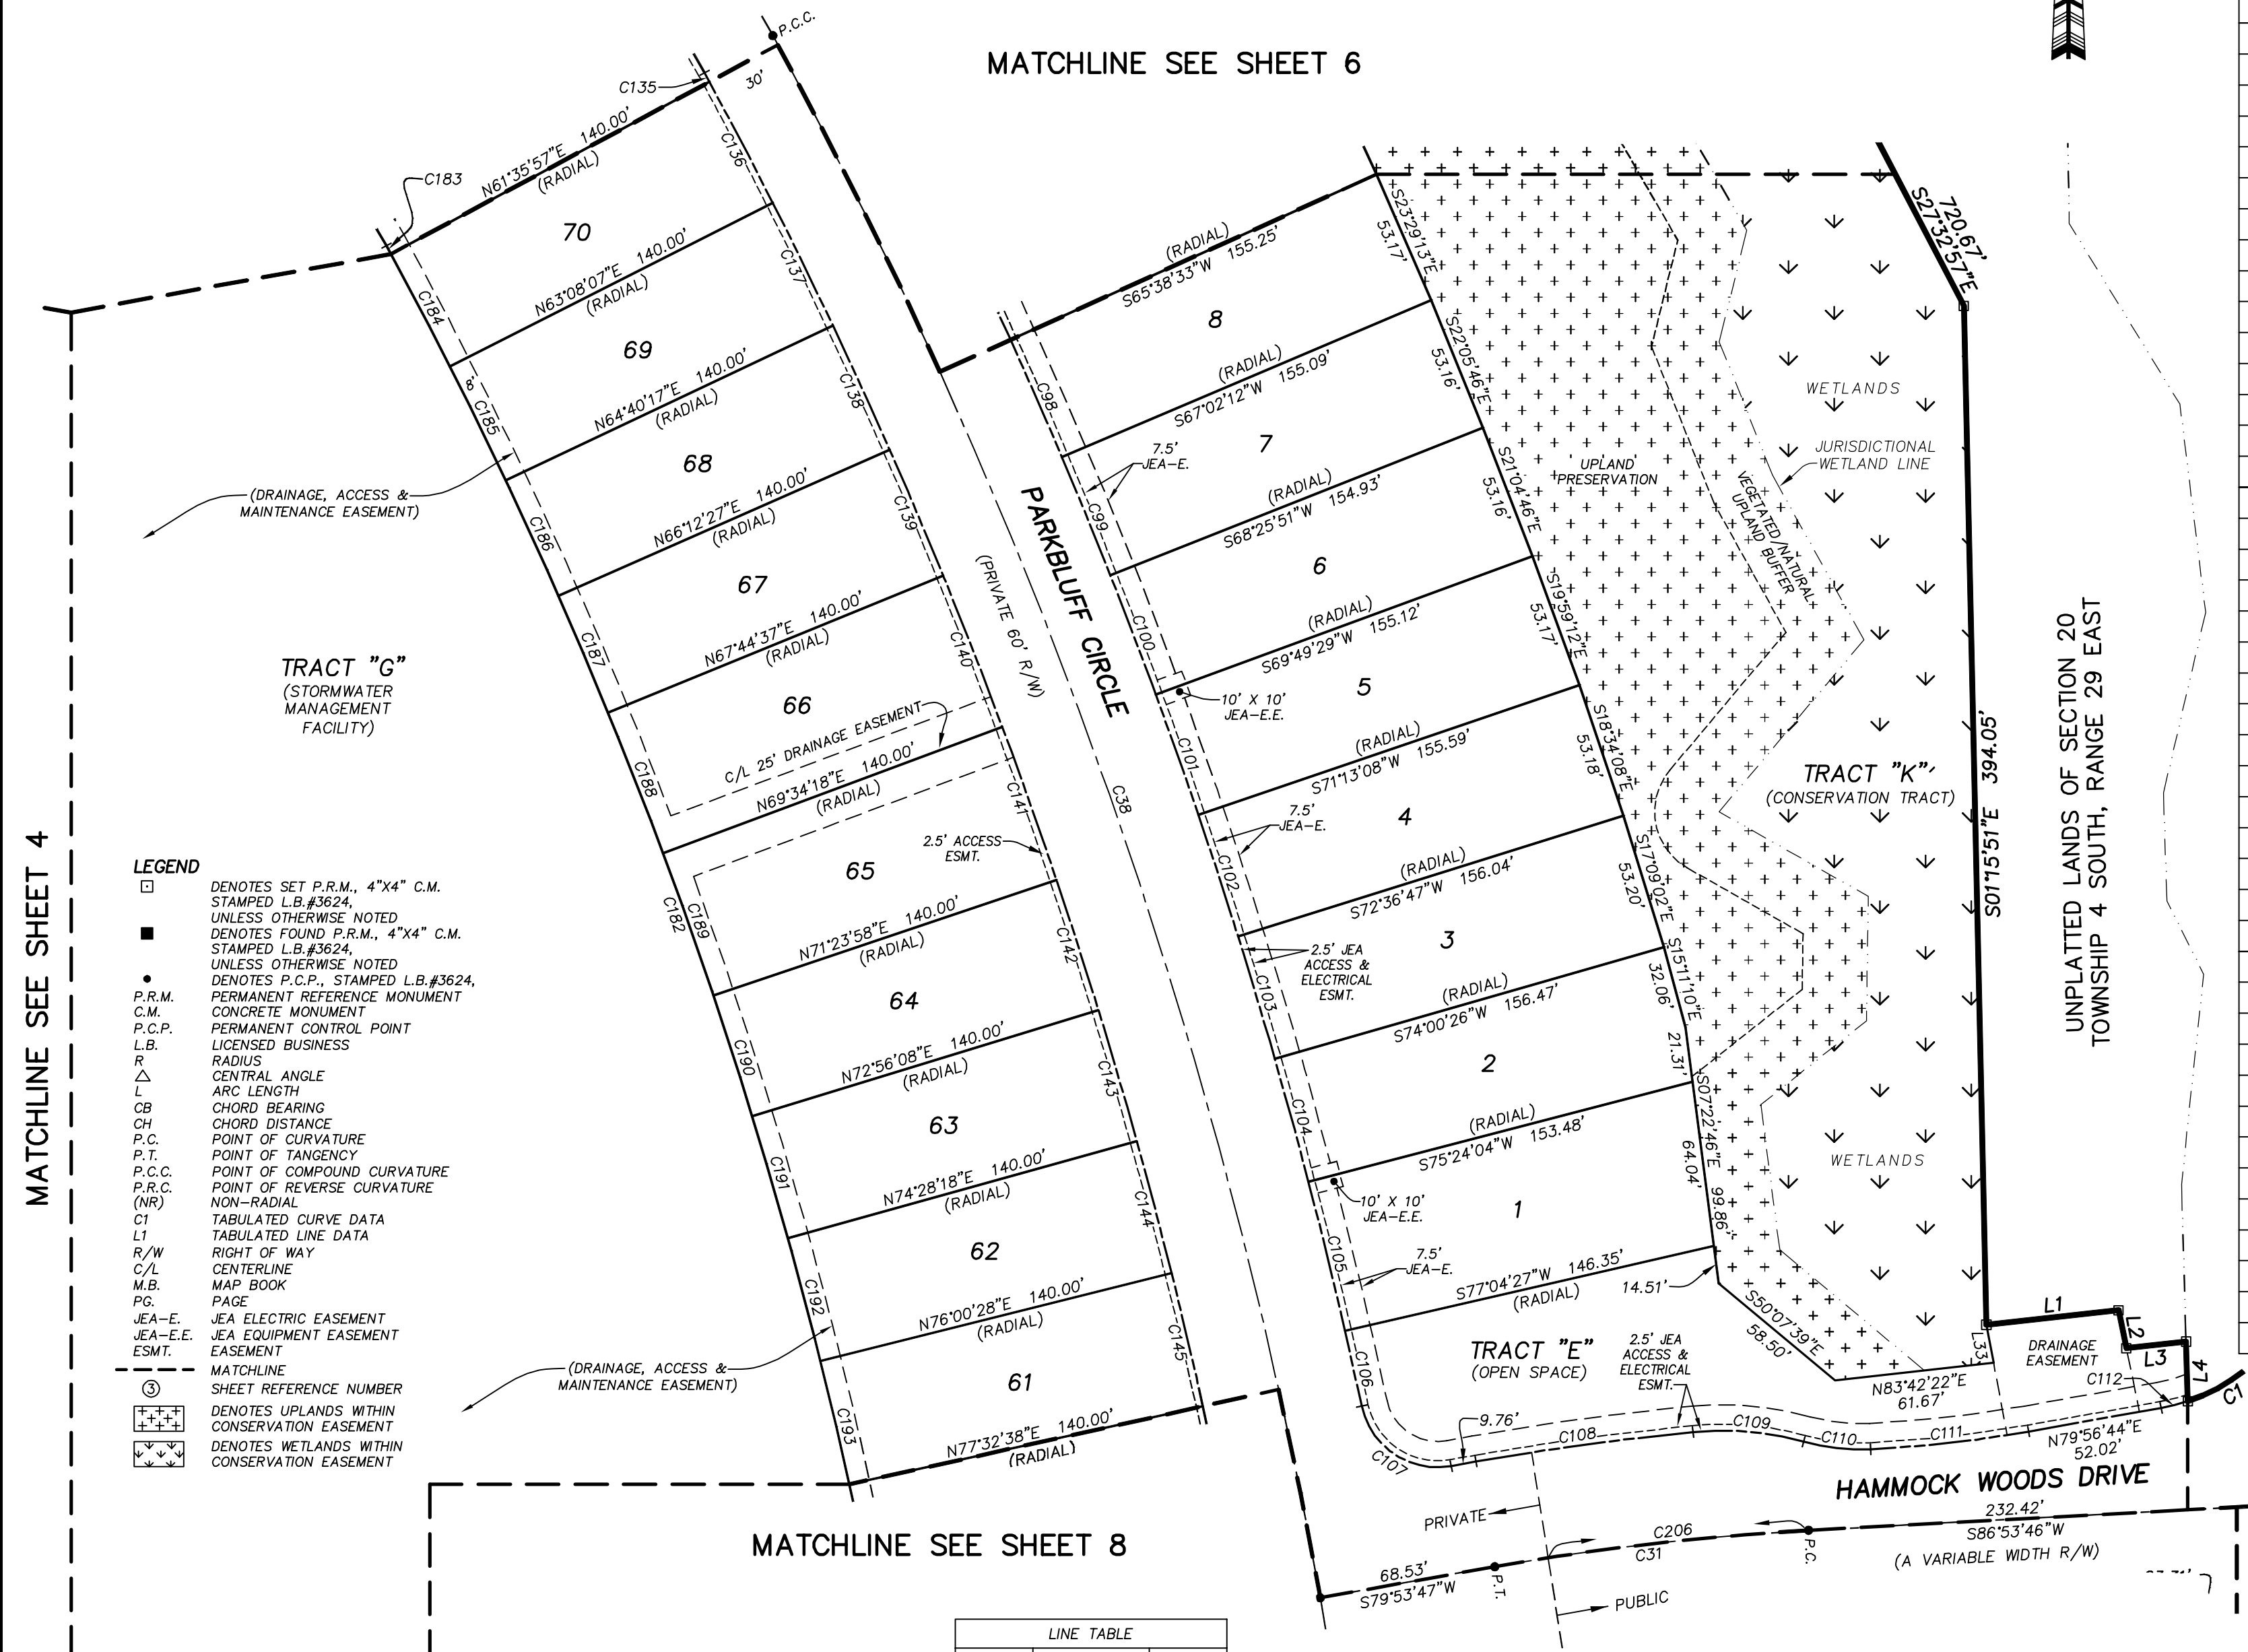 P.C.C.
MATCHLINE SEE SHEET 6
C135
30'
N61°35'57"E 140.00'
(RADIAL)
C183
C136
70
C184
N63°08'07"E 140.00'
(RADIAL)
C137
69
8'
C185
N64°40'17"E 140.00'
(RADIAL)
C138
68
C186
N66°12'27"E 140.00'
(RADIAL)
C139
67
C187
N67°44'37"E 140.00'
(RADIAL)
C140
66
C/L 25' DRAINAGE EASEMENT
C188
N69°34'18"E 140.00'
(RADIAL)
C141
2.5' ACCESS
ESMT.
65
C182
C189
N71°23'58"E 140.00'
(RADIAL)
C142
64
C190
N72°56'08"E 140.00'
(RADIAL)
C143
63
C191
N74°28'18"E 140.00'
(RADIAL)
C144
62
C192
N76°00'28"E 140.00'
(RADIAL)
C145
61
C193
N77°32'38"E 140.00'
(RADIAL)
(DRAINAGE, ACCESS &
MAINTENANCE EASEMENT)
TRACT "G"
(STORMWATER
MANAGEMENT
FACILITY)
(DRAINAGE, ACCESS &
MAINTENANCE EASEMENT)
MATCHLINE SEE SHEET 4
LEGEND
DENOTES SET P.R.M., 4"X4" C.M.
STAMPED L.B.#3624,
UNLESS OTHERWISE NOTED
DENOTES FOUND P.R.M., 4"X4" C.M.
STAMPED L.B.#3624,
UNLESS OTHERWISE NOTED
DENOTES P.C.P., STAMPED L.B.#3624,
P.R.M. PERMANENT REFERENCE MONUMENT
C.M. CONCRETE MONUMENT
P.C.P. PERMANENT CONTROL POINT
L.B. LICENSED BUSINESS
R RADIUS
△ CENTRAL ANGLE
L ARC LENGTH
CB CHORD BEARING
CH CHORD DISTANCE
P.C. POINT OF CURVATURE
P.T. POINT OF TANGENCY
P.C.C. POINT OF COMPOUND CURVATURE
P.R.C. POINT OF REVERSE CURVATURE
(NR) NON-RADIAL
C1 TABULATED CURVE DATA
L1 TABULATED LINE DATA
R/W RIGHT OF WAY
C/L CENTERLINE
M.B. MAP BOOK
PG. PAGE
JEA-E. JEA ELECTRIC EASEMENT
JEA-E.E. JEA EQUIPMENT EASEMENT
ESMT. EASEMENT
MATCHLINE
3 SHEET REFERENCE NUMBER
DENOTES UPLANDS WITHIN
CONSERVATION EASEMENT
DENOTES WETLANDS WITHIN
CONSERVATION EASEMENT
MATCHLINE SEE SHEET 8
PARKBLUFF CIRCLE
(PRIVATE 60' R/W)
C38
(RADIAL)
S65°38'33"W 155.25'
S23°29'13"E
53.17'
C98
8
(RADIAL)
S67°02'12"W 155.09'
S22°05'46"E
53.16'
7.5'
JEA-E.
C99
7
(RADIAL)
S68°25'51"W 154.93'
S21°04'46"E
53.16'
C100
6
(RADIAL)
S69°49'29"W 155.12'
S19°59'12"E
53.17'
10' X 10'
JEA-E.E.
C101
5
(RADIAL)
S71°13'08"W 155.59'
S18°34'08"E
53.18'
7.5'
JEA-E.
C102
4
(RADIAL)
S72°36'47"W 156.04'
S17°09'02"E
53.20'
2.5' JEA
ACCESS &
ELECTRICAL
ESMT.
C103
3
(RADIAL)
S74°00'26"W 156.47'
S15°11'10"E
32.06'
21.31'
C104
2
(RADIAL)
S75°24'04"W 153.48'
S07°22'46"E
64.04'
99.86'
10' X 10'
JEA-E.E.
C105
1
7.5'
JEA-E.
S77°04'27"W 146.35'
(RADIAL)
14.51'
C106
TRACT "E"
(OPEN SPACE)
2.5' JEA
ACCESS &
ELECTRICAL
ESMT.
S50°07'39"E
58.50'
N83°42'22"E
61.67'
L33
C107
9.76'
C108
C109
C110
C111
C112
N79°56'44"E
52.02'
HAMMOCK WOODS DRIVE
232.42'
S86°53'46"W
(A VARIABLE WIDTH R/W)
PRIVATE
PUBLIC
C206
C31
P.C.
P.T.
68.53'
S79°53'47"W
UPLAND
PRESERVATION
VEGETATED/NATURAL
UPLAND BUFFER
WETLANDS
JURISDICTIONAL
WETLAND LINE
TRACT "K"
(CONSERVATION TRACT)
WETLANDS
720.67'
S27°32'57"E
S01°15'51"E 394.05'
UNPLATTED LANDS OF SECTION 20
TOWNSHIP 4 SOUTH, RANGE 29 EAST
L1
L2
L3
L4
C1
DRAINAGE
EASEMENT
LINE TABLE